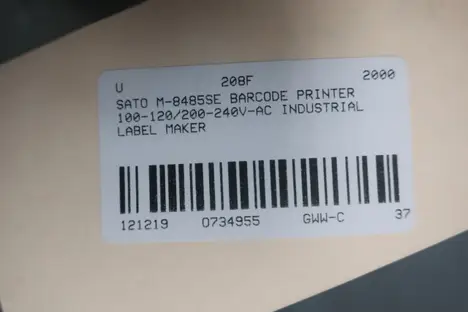 U 208F 2000
SATO M-8485SE BARCODE PRINTER
100-120/200-240V-AC INDUSTRIAL
LABEL MAKER
121219 0734955 GWW-C 37